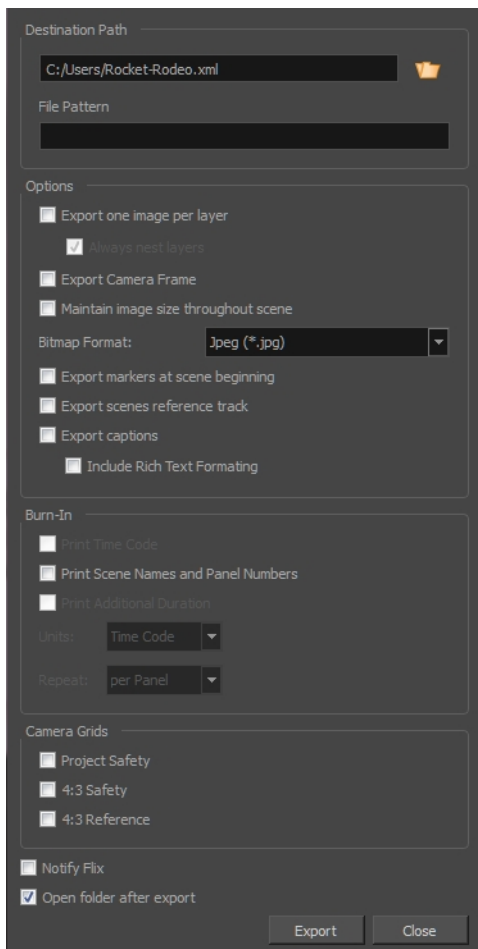 Destination Path
C:/Users/Rocket-Rodeo.xml
File Pattern
Options
Export one image per layer
Always nest layers
Export Camera Frame
Maintain image size throughout scene
Bitmap Format: Jpeg (*.jpg)
Export markers at scene beginning
Export scenes reference track
Export captions
Include Rich Text Formating
Burn-In
Print Time Code
Print Scene Names and Panel Numbers
Print Additional Duration
Units: Time Code
Repeat: per Panel
Camera Grids
Project Safety
4:3 Safety
4:3 Reference
Notify Flix
Open folder after export
Export Close